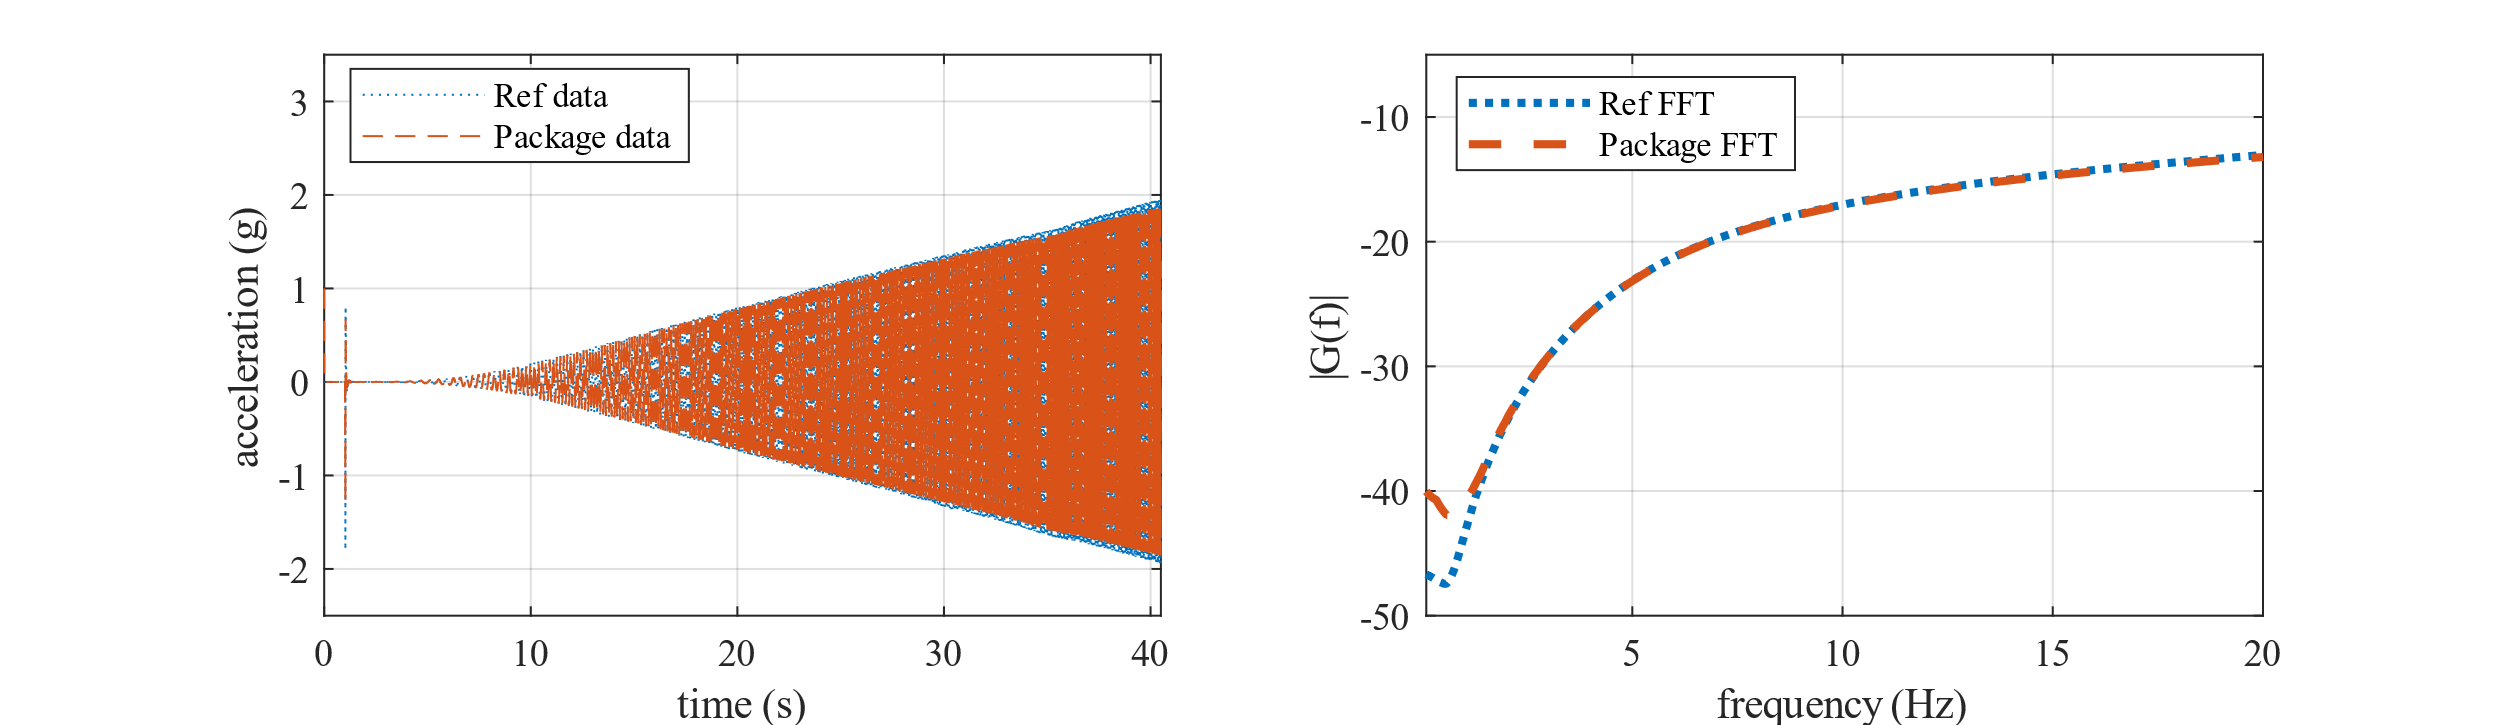 Ref data
Package data
3
2
1
0
-1
-2
acceleration (g)
0
10
20
30
40
time (s)
Ref FFT
Package FFT
-10
-20
-30
-40
-50
|G(f)|
5
10
15
20
frequency (Hz)